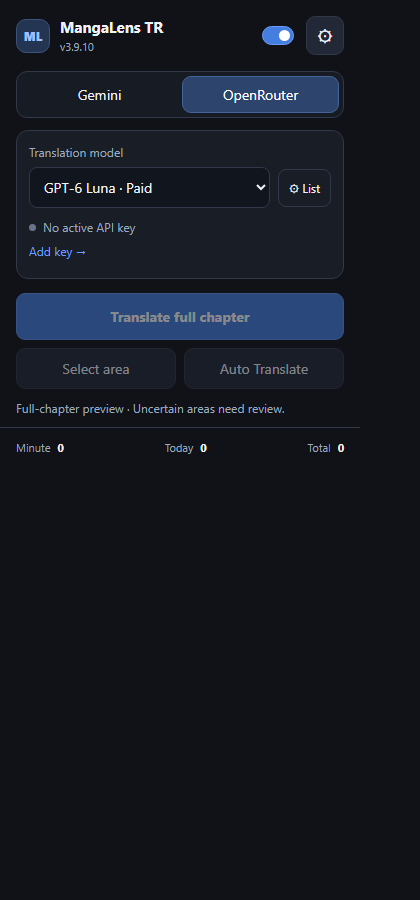 ML
MangaLens TR
v3.9.10
Gemini
OpenRouter
Translation model
GPT-6 Luna · Paid
⚙ List
No active API key
Add key →
Translate full chapter
Select area
Auto Translate
Full-chapter preview · Uncertain areas need review.
Minute 0
Today 0
Total 0